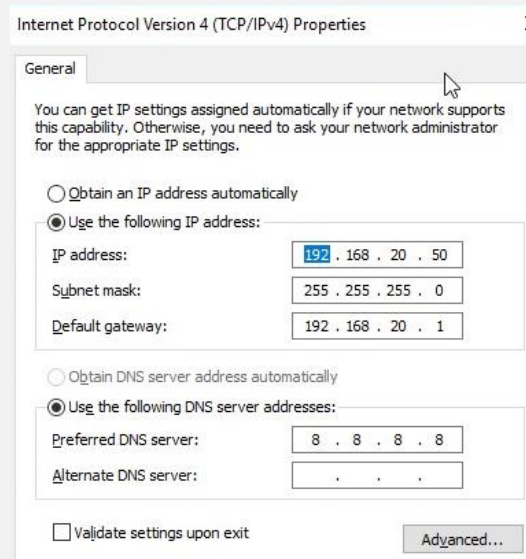 Internet Protocol Version 4 (TCP/IPv4) Properties
General
You can get IP settings assigned automatically if your network supports
this capability. Otherwise, you need to ask your network administrator
for the appropriate IP settings.
Obtain an IP address automatically
Use the following IP address:
IP address: 192 . 168 . 20 . 50
Subnet mask: 255 . 255 . 255 . 0
Default gateway: 192 . 168 . 20 . 1
Obtain DNS server address automatically
Use the following DNS server addresses:
Preferred DNS server: 8 . 8 . 8 . 8
Alternate DNS server: . . .
Validate settings upon exit
Advanced...